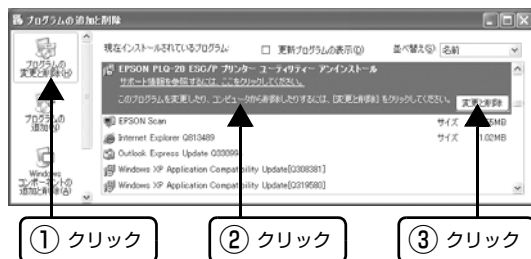 プログラムの追加と削除
現在インストールされているプログラム: 更新プログラムの表示(D) 並べ替え(S): 名前
プログラムの
変更と削除(H)
EPSON PLQ-20 ESC/P プリンター ユーティリティー アンインストール
サポート情報を参照するには、ここをクリックしてください。
このプログラムを変更したり、コンピュータから削除したりするには、[変更と削除] をクリックしてください。
変更と削除
プログラムの
追加(N)
EPSON Scan サイズ 5MB
Internet Explorer Q813489 サイズ 1.02MB
Outlook Express Update Q330994
Windows XP Application Compatibility Update[Q308381]
Windows XP Application Compatibility Update[Q319580]
Windows
コンポーネントの
追加と削除(A)
① クリック
② クリック
③ クリック